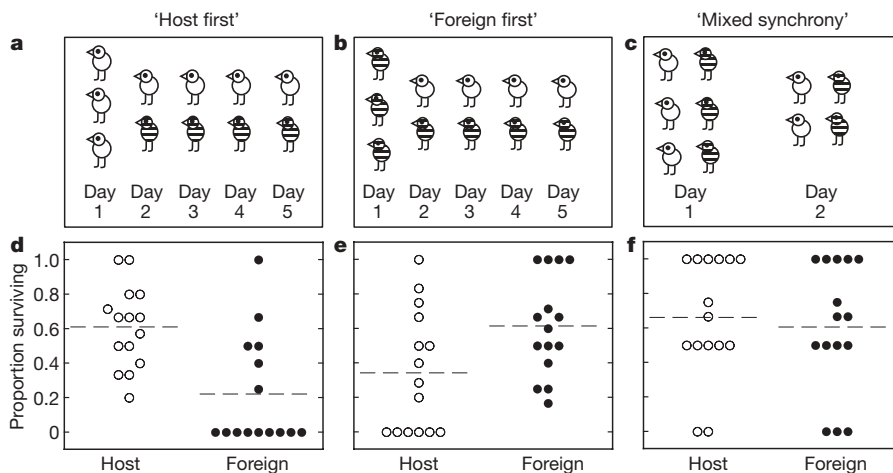 'Host first' 'Foreign first' 'Mixed synchrony'
a b c
Day Day Day Day Day Day Day Day Day Day Day Day
1 2 3 4 5 1 2 3 4 5 1 2
d e f
Proportion surviving
1.0
0.8
0.6
0.4
0.2
0
Host Foreign Host Foreign Host Foreign